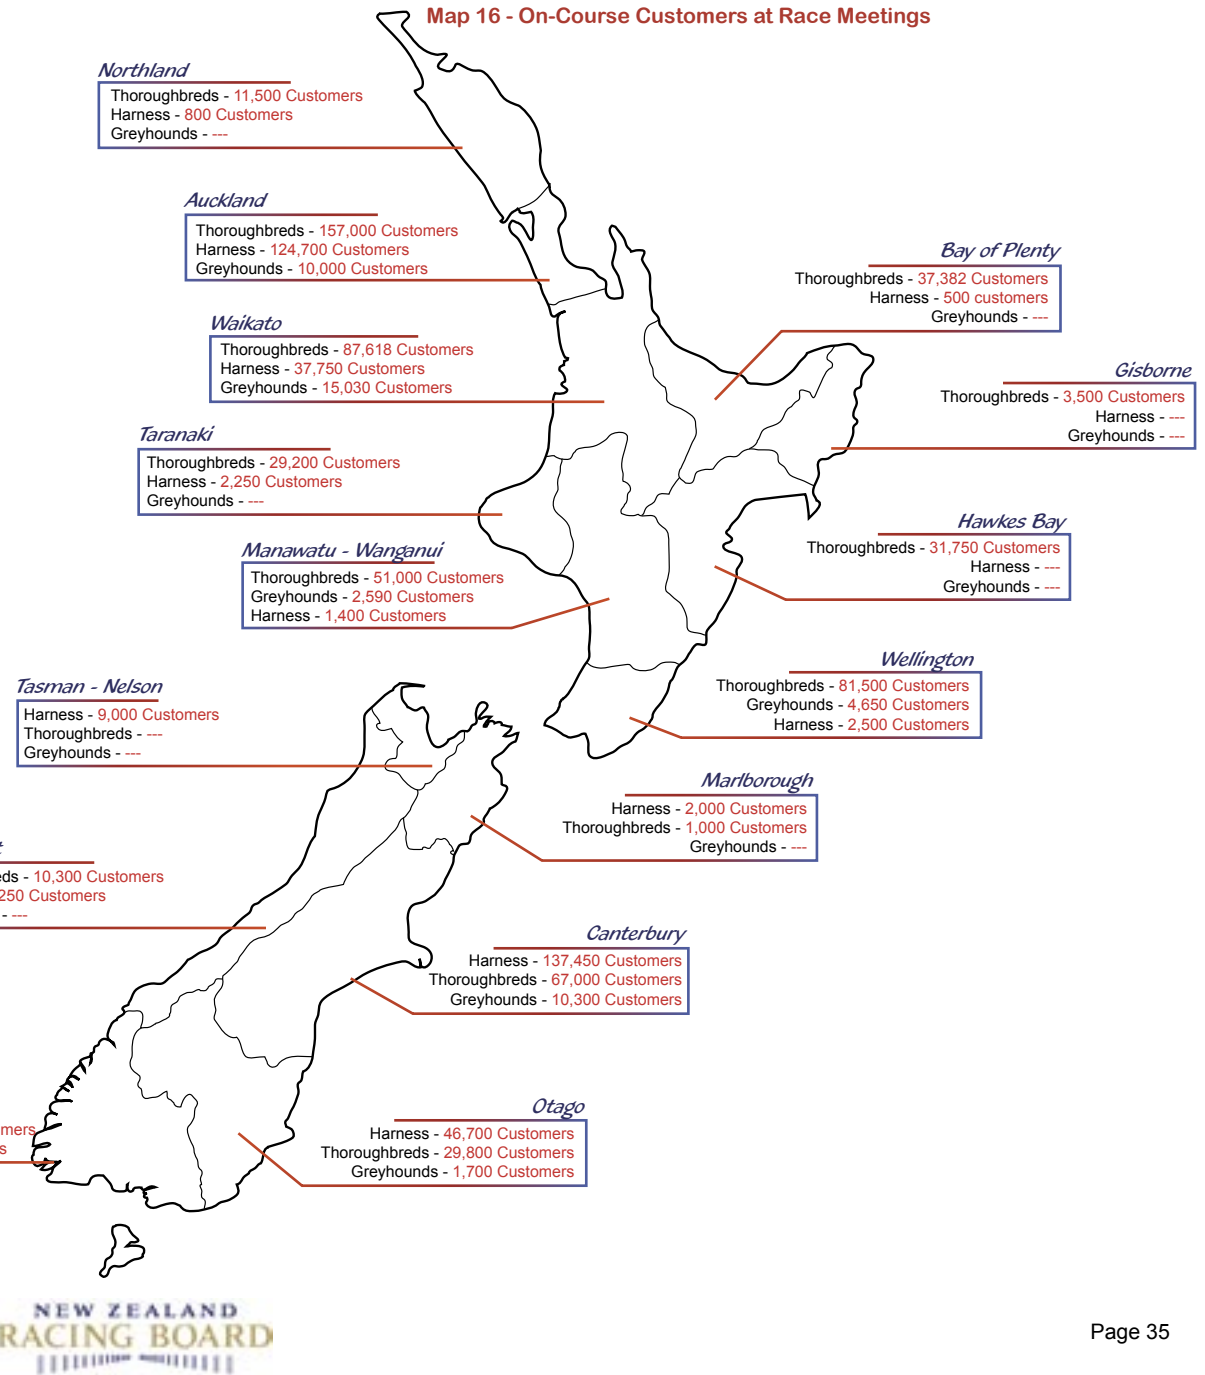 Map 16 - On-Course Customers at Race Meetings
Northland
Thoroughbreds - 11,500 Customers
Harness - 800 Customers
Greyhounds - ---
Auckland
Thoroughbreds - 157,000 Customers
Harness - 124,700 Customers
Greyhounds - 10,000 Customers
Bay of Plenty
Thoroughbreds - 37,382 Customers
Harness - 500 customers
Greyhounds - ---
Waikato
Thoroughbreds - 87,618 Customers
Harness - 37,750 Customers
Greyhounds - 15,030 Customers
Gisborne
Thoroughbreds - 3,500 Customers
Harness - ---
Greyhounds - ---
Taranaki
Thoroughbreds - 29,200 Customers
Harness - 2,250 Customers
Greyhounds - ---
Hawkes Bay
Thoroughbreds - 31,750 Customers
Harness - ---
Greyhounds - ---
Manawatu - Wanganui
Thoroughbreds - 51,000 Customers
Greyhounds - 2,590 Customers
Harness - 1,400 Customers
Wellington
Thoroughbreds - 81,500 Customers
Greyhounds - 4,650 Customers
Harness - 2,500 Customers
Tasman - Nelson
Harness - 9,000 Customers
Thoroughbreds - ---
Greyhounds - ---
Marlborough
Harness - 2,000 Customers
Thoroughbreds - 1,000 Customers
Greyhounds - ---
t
eds - 10,300 Customers
250 Customers
- ---
Canterbury
Harness - 137,450 Customers
Thoroughbreds - 67,000 Customers
Greyhounds - 10,300 Customers
Otago
Harness - 46,700 Customers
Thoroughbreds - 29,800 Customers
Greyhounds - 1,700 Customers
mers
s
NEW ZEALAND
RACING BOARD
Page 35